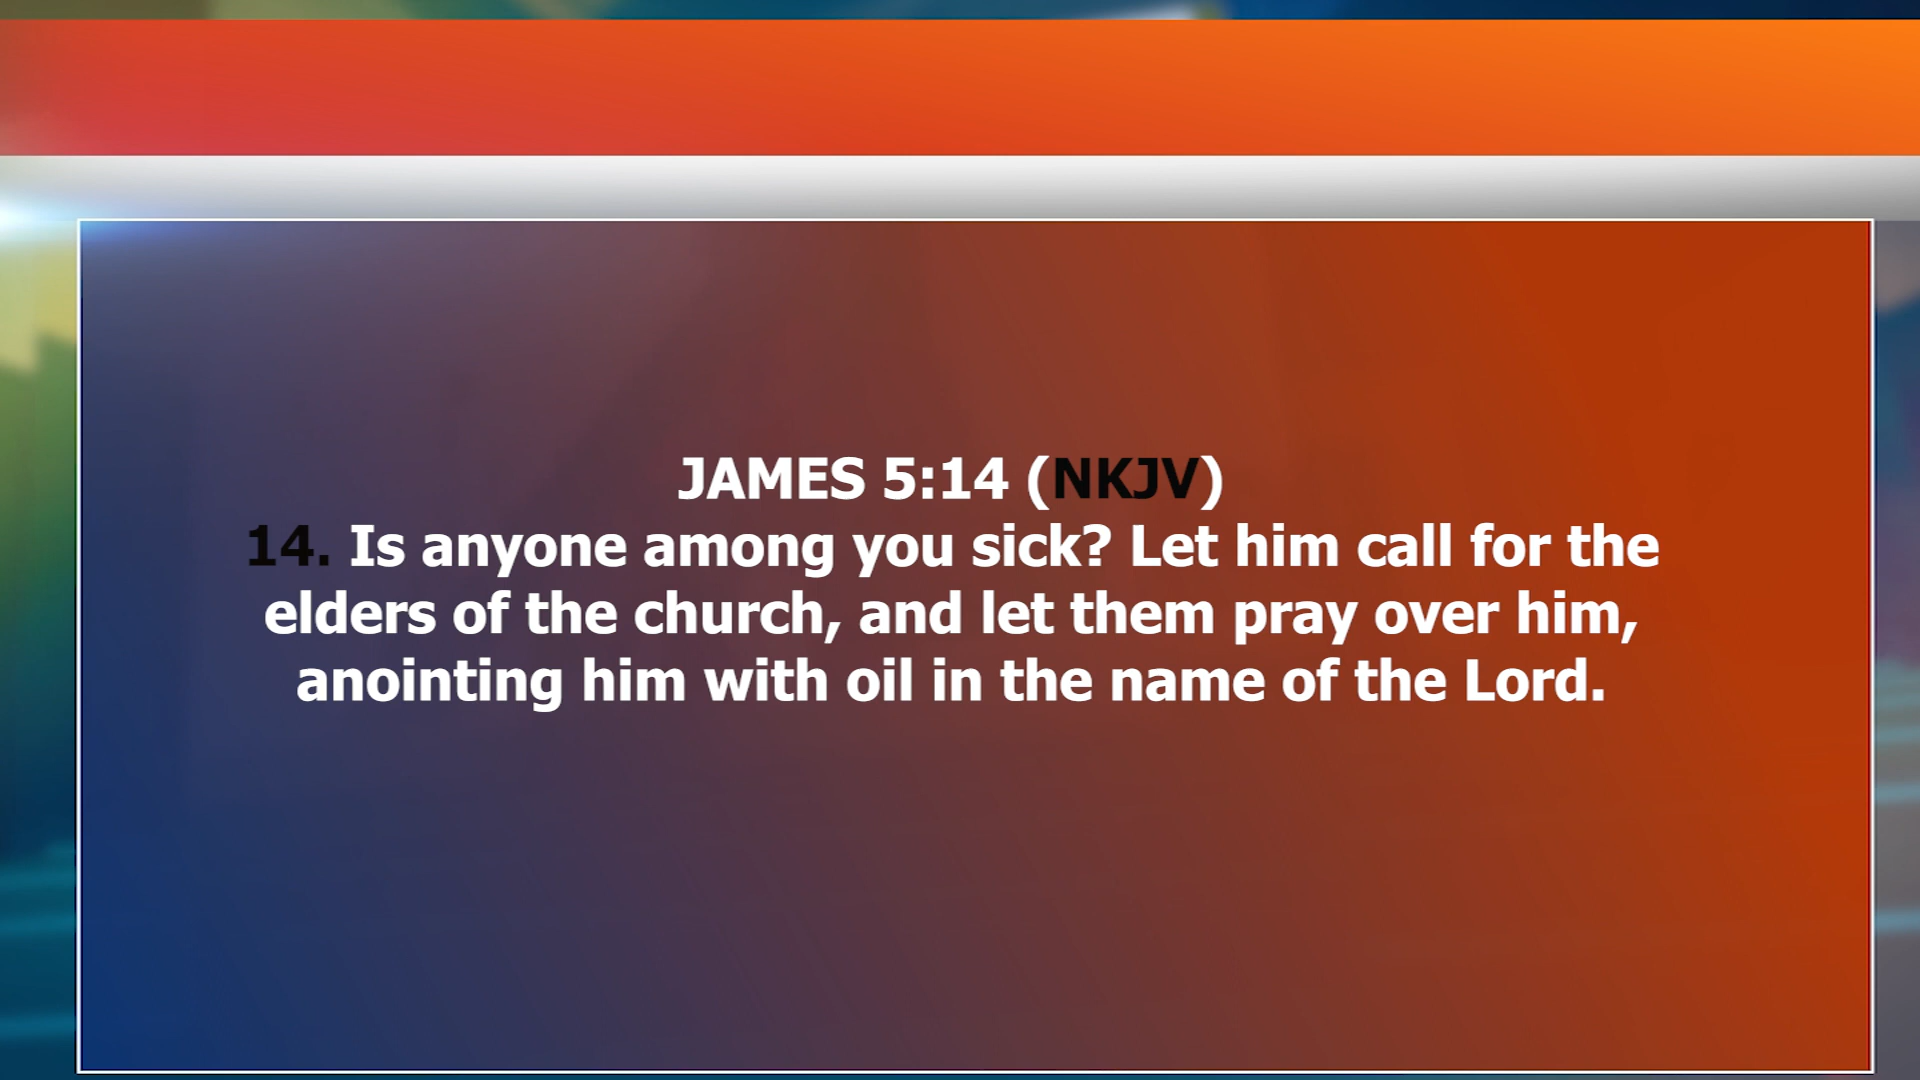 JAMES 5:14 (NKJV)
14. Is anyone among you sick? Let him call for the
elders of the church, and let them pray over him,
anointing him with oil in the name of the Lord.